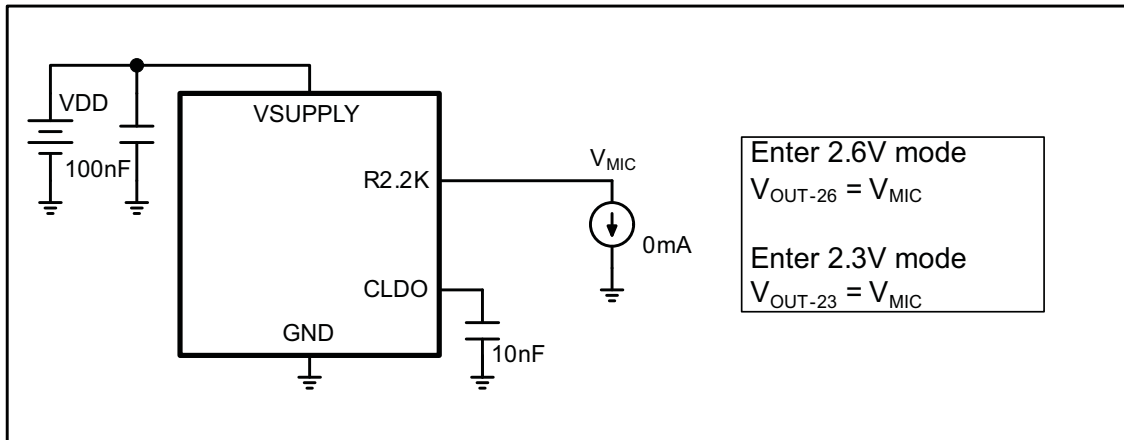 VDD
VSUPPLY
100nF
R2.2K
V_MIC
0mA
CLDO
GND
10nF
Enter 2.6V mode
V_OUT-26 = V_MIC
Enter 2.3V mode
V_OUT-23 = V_MIC